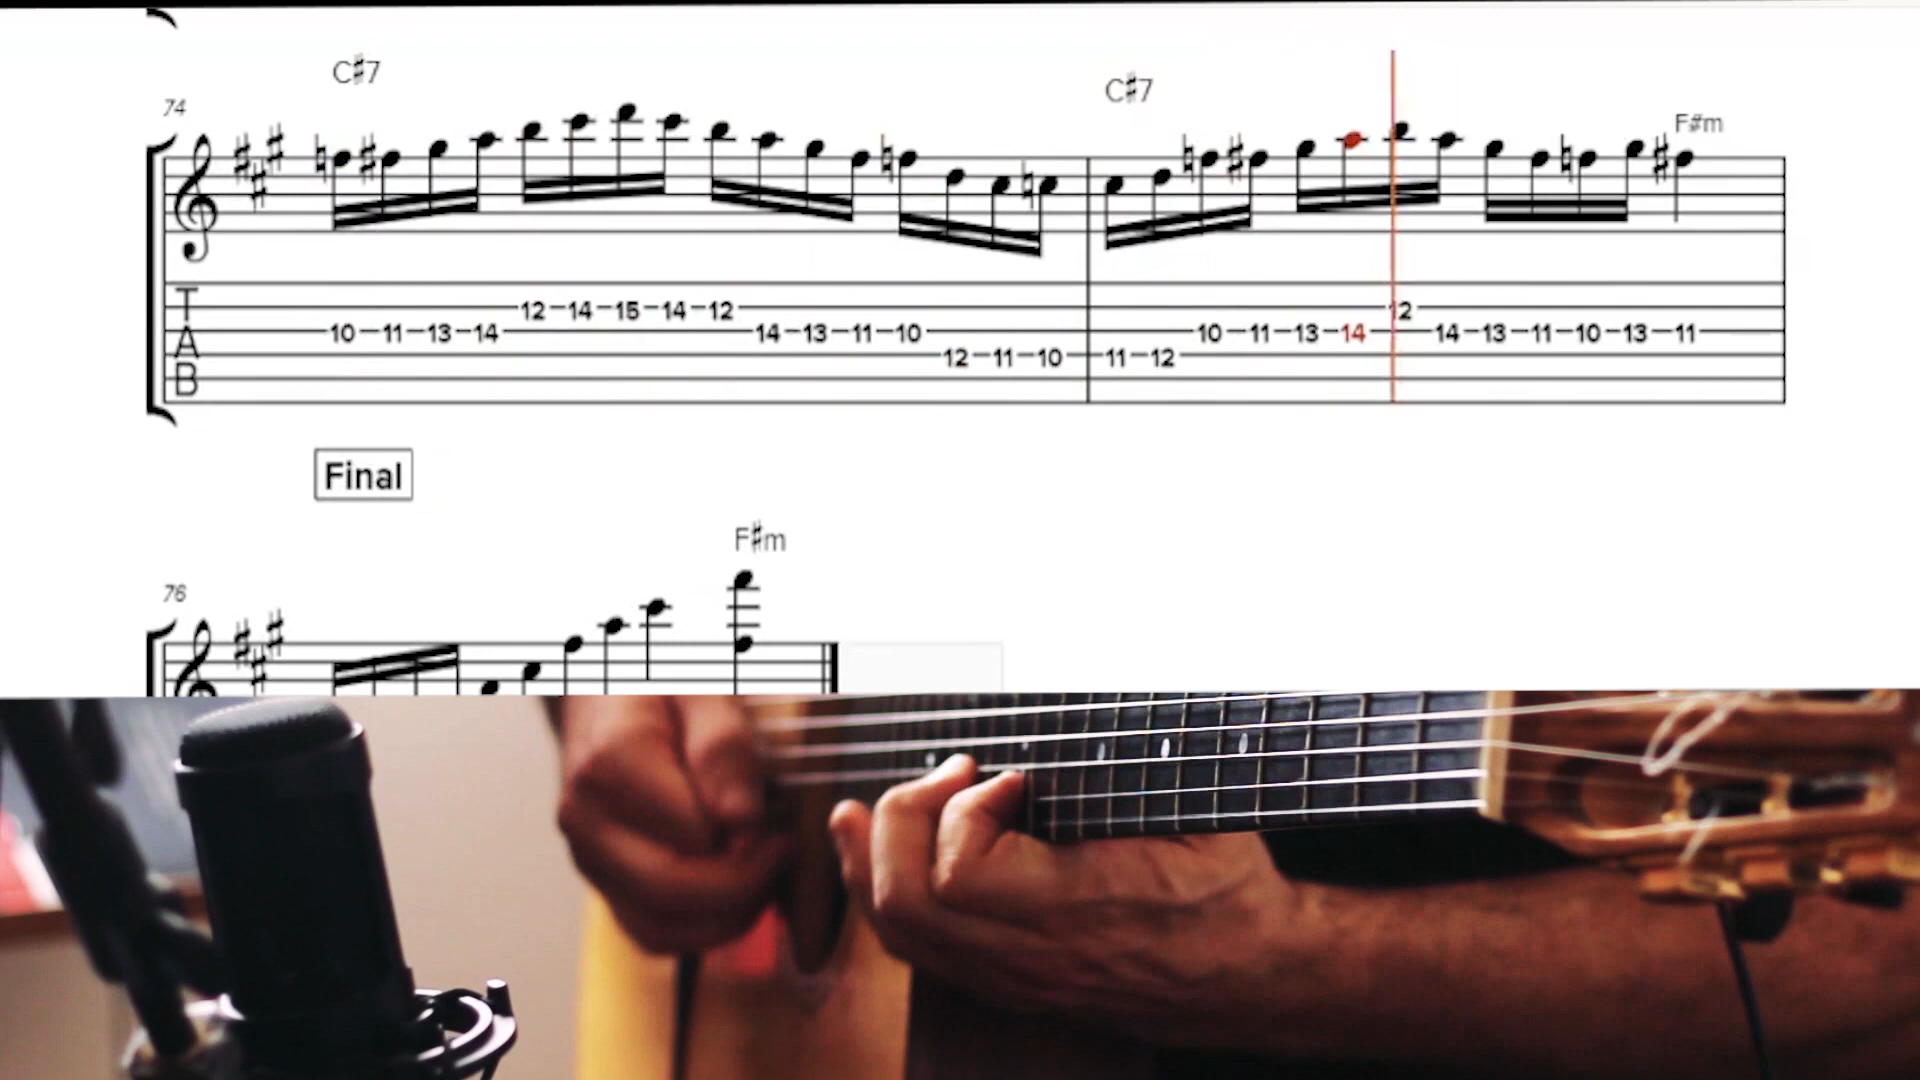 C♯7 C♯7
74 F#m
T 12 14 15 14 12 12
A 10 11 13 14 14 13 11 10 10 11 13 14 14 13 11 10 13 11
B 12 11 10 11 12
Final
F♯m
76